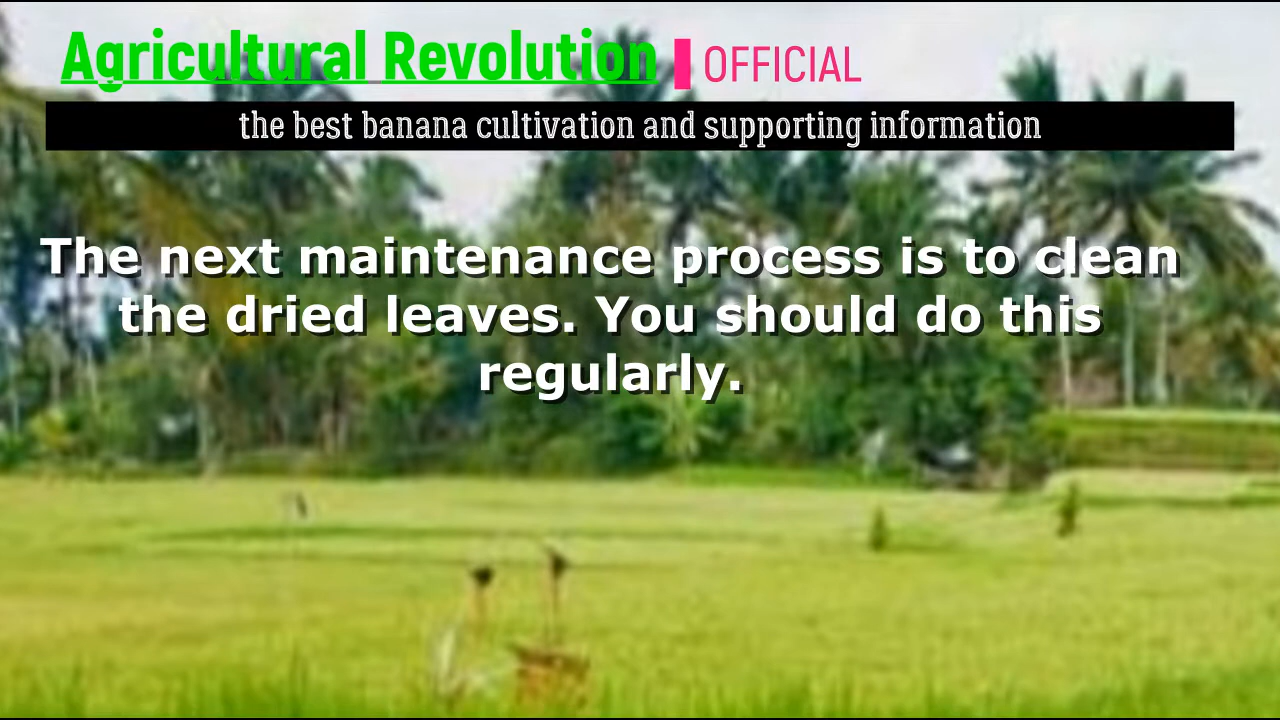 Agricultural Revolution OFFICIAL
the best banana cultivation and supporting information
The next maintenance process is to clean
the dried leaves. You should do this
regularly.